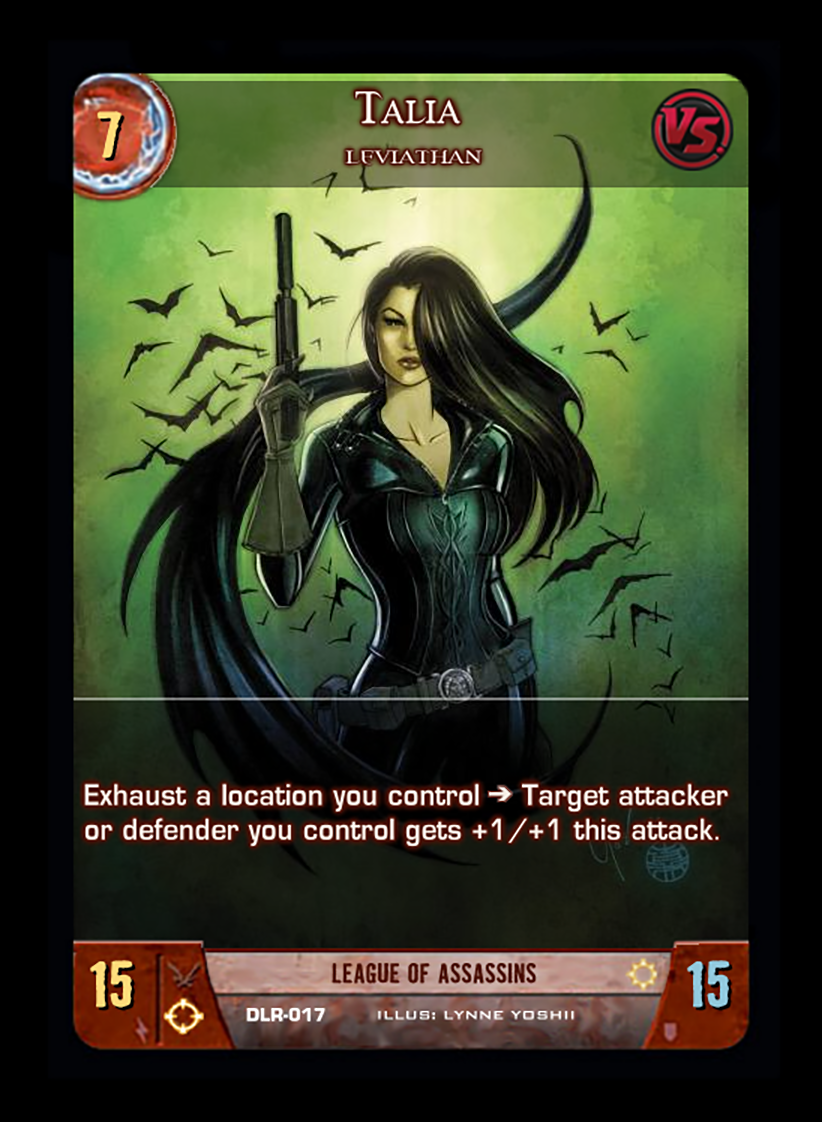 7
Talia
LEVIATHAN
VS.
Exhaust a location you control ➔ Target attacker
or defender you control gets +1/+1 this attack.
15
LEAGUE OF ASSASSINS
15
DLR-017 ILLUS: LYNNE YOSHII